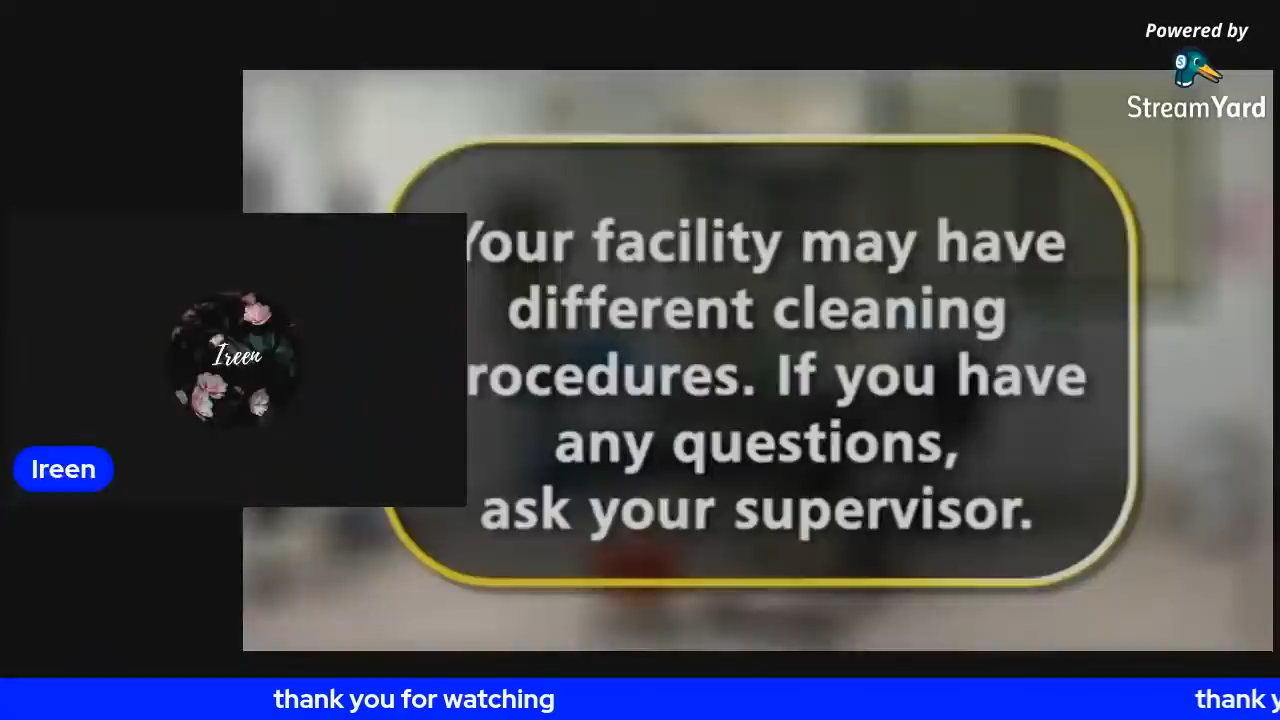 Powered by
StreamYard
Your facility may have
different cleaning
rocedures. If you have
any questions,
ask your supervisor.
Ireen
Ireen
thank you for watching
thank y